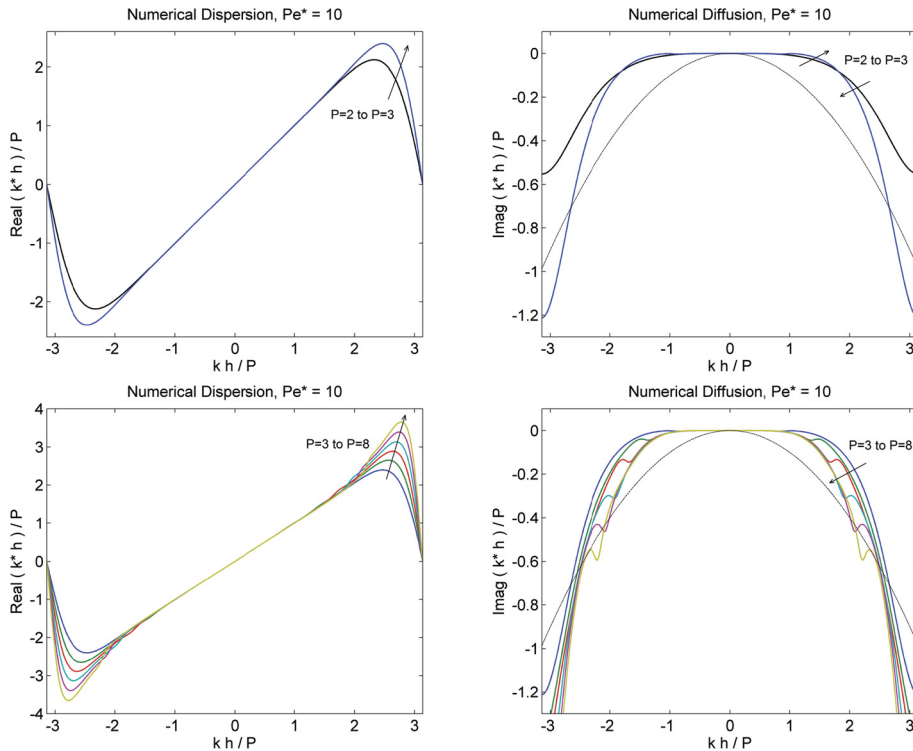 Numerical Dispersion, Pe* = 10
Real ( k* h ) / P
2
1
0
-1
-2
P=2 to P=3
-3 -2 -1 0 1 2 3
k h / P
Numerical Diffusion, Pe* = 10
Imag ( k* h ) / P
0
-0.2
-0.4
-0.6
-0.8
-1
-1.2
P=2 to P=3
-3 -2 -1 0 1 2 3
k h / P
Numerical Dispersion, Pe* = 10
Real ( k* h ) / P
4
3
2
1
0
-1
-2
-3
-4
P=3 to P=8
-3 -2 -1 0 1 2 3
k h / P
Numerical Diffusion, Pe* = 10
Imag ( k* h ) / P
0
-0.2
-0.4
-0.6
-0.8
-1
-1.2
P=3 to P=8
-3 -2 -1 0 1 2 3
k h / P